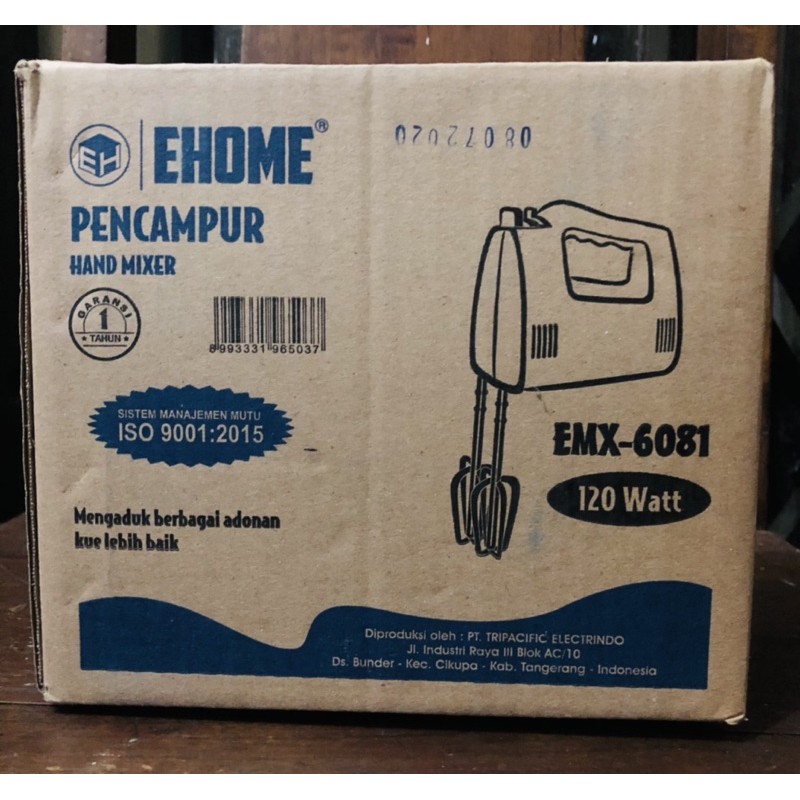 EH
EHOME®
08072020
PENCAMPUR
HAND MIXER
GARANSI
1
TAHUN
8 993331 965037
SISTEM MANAJEMEN MUTU
ISO 9001:2015
EMX-6081
120 Watt
Mengaduk berbagai adonan
kue lebih baik
Diproduksi oleh : PT. TRIPACIFIC ELECTRINDO
Jl. Industri Raya III Blok AC/10
Ds. Bunder - Kec. Cikupa - Kab. Tangerang - Indonesia